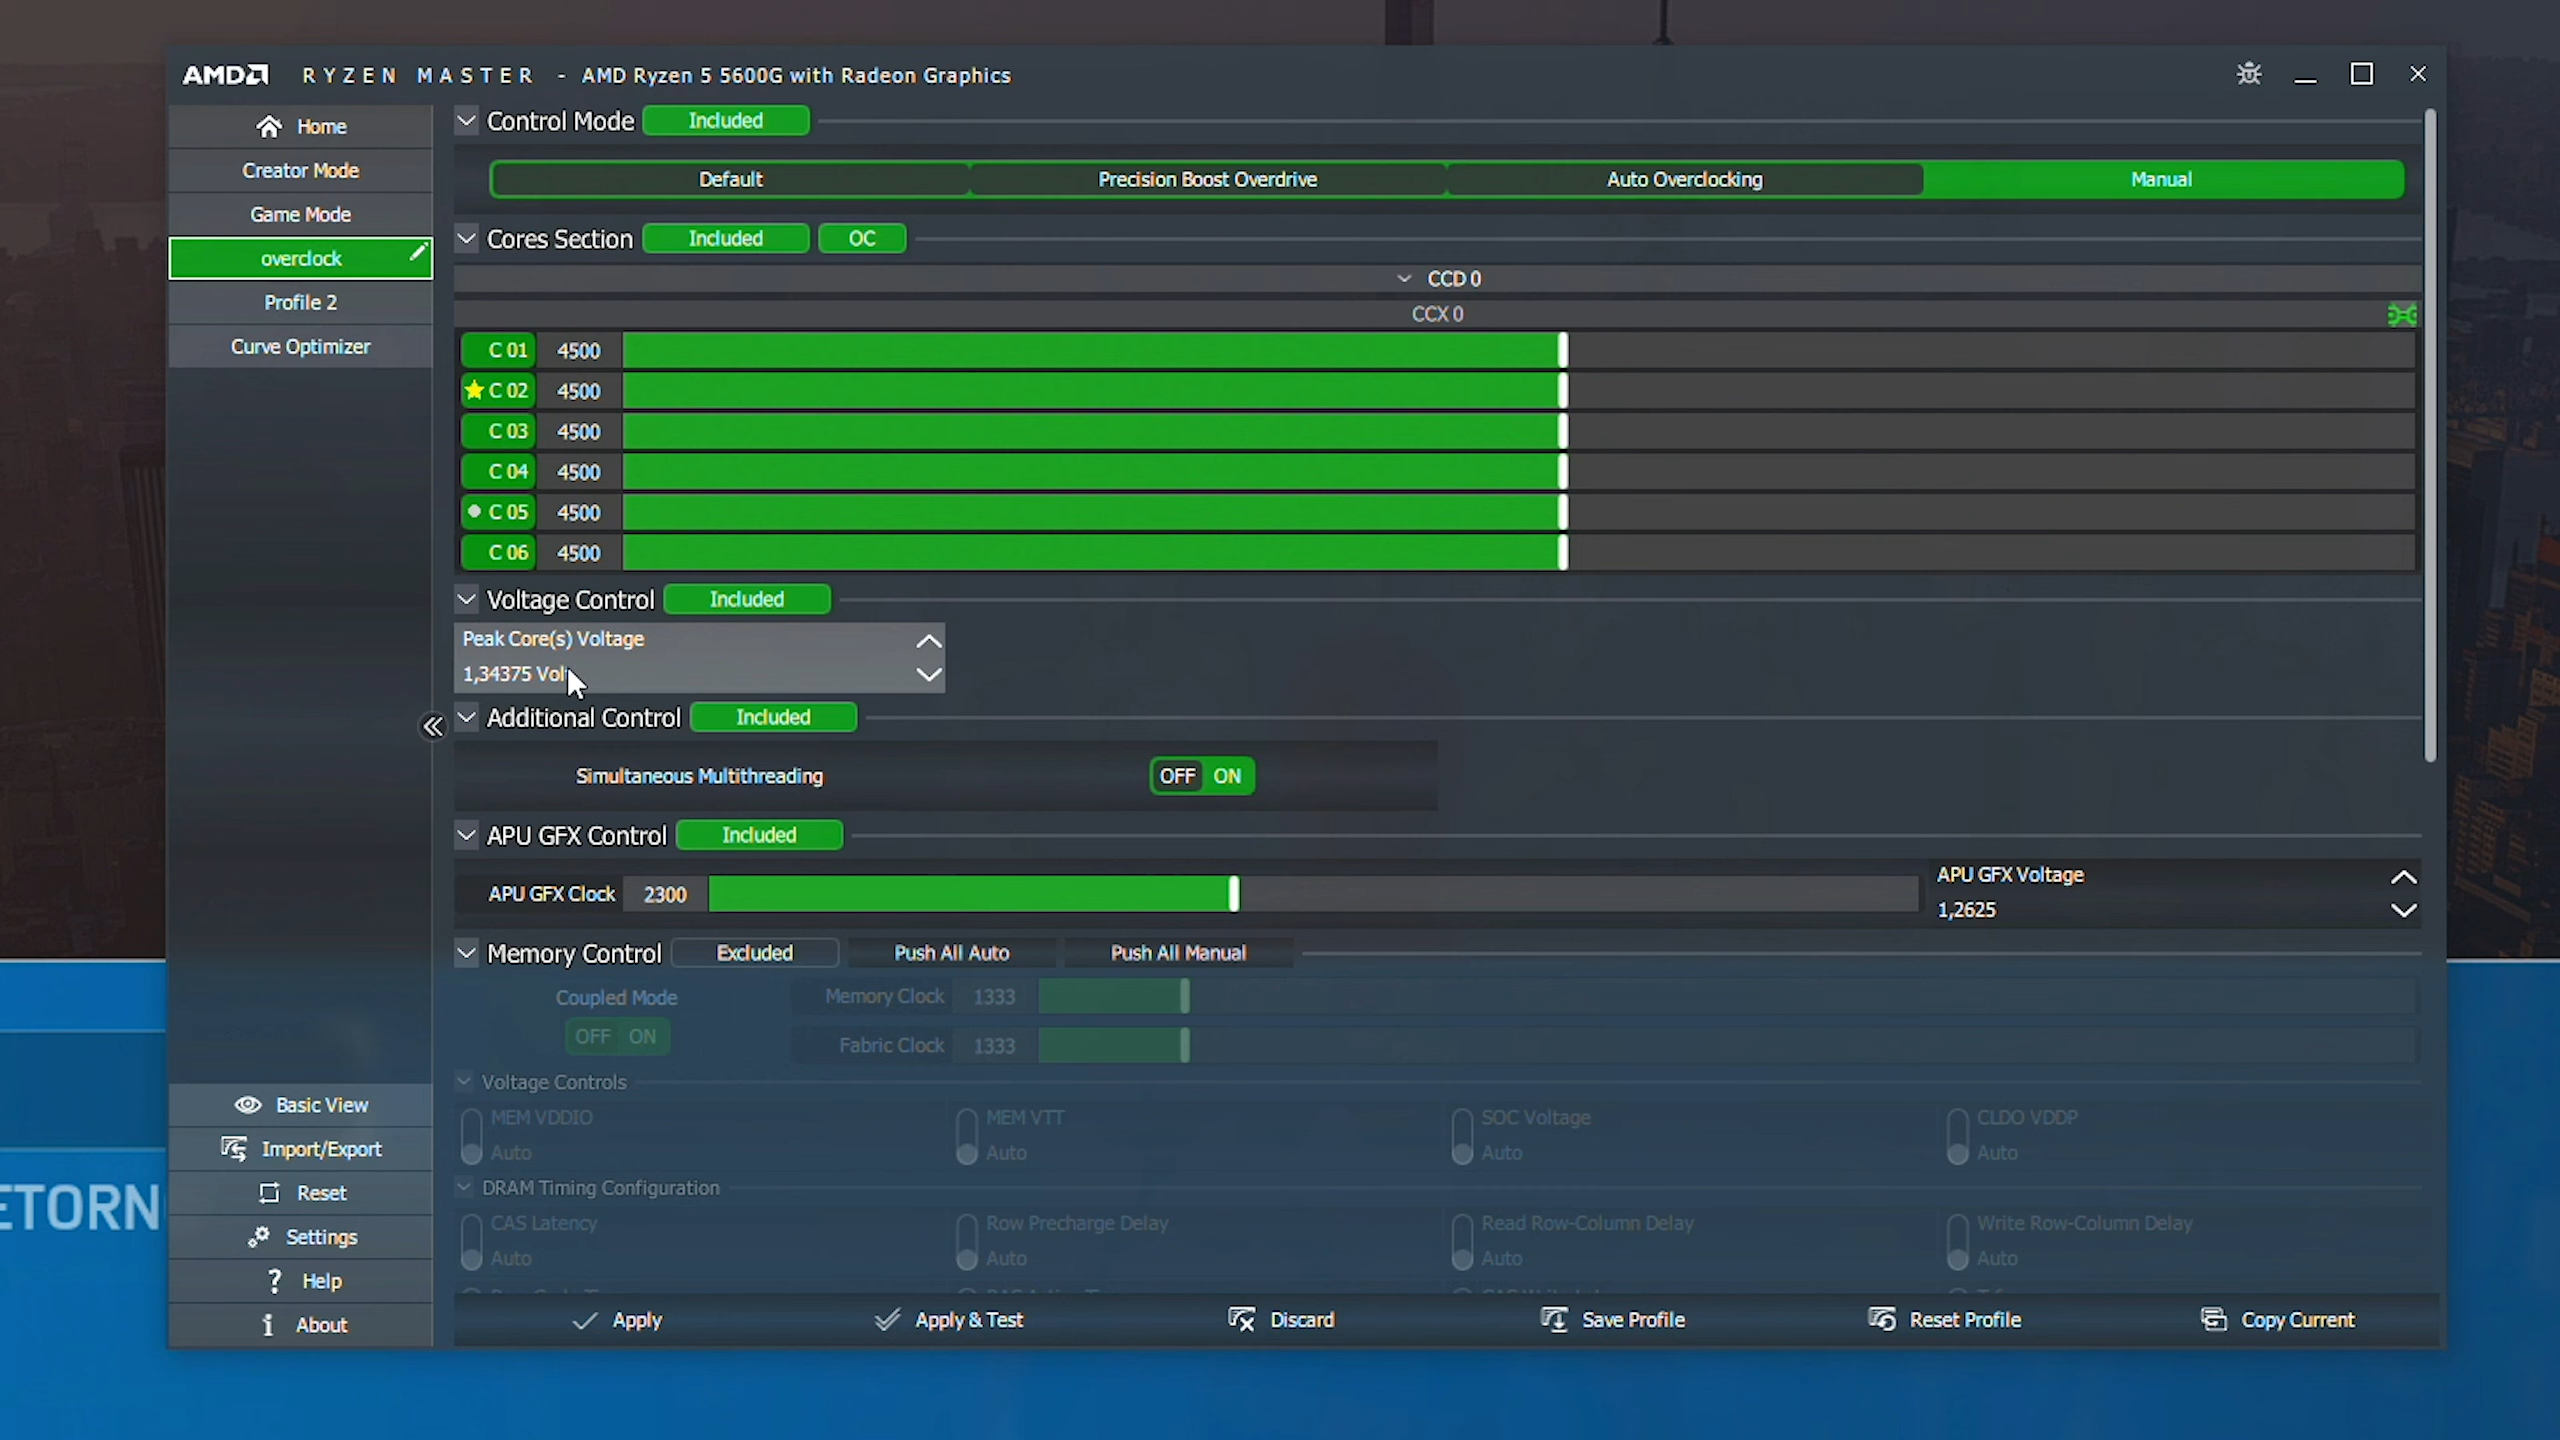 AMD RYZEN MASTER - AMD Ryzen 5 5600G with Radeon Graphics
Home
Creator Mode
Game Mode
overclock
Profile 2
Curve Optimizer
Control Mode Included
Default Precision Boost Overdrive Auto Overclocking Manual
Cores Section Included OC
CCD 0
CCX 0
C 01 4500
C 02 4500
C 03 4500
C 04 4500
C 05 4500
C 06 4500
Voltage Control Included
Peak Core(s) Voltage
1,34375
Additional Control Included
Simultaneous Multithreading OFF ON
APU GFX Control Included
APU GFX Clock 2300
APU GFX Voltage
1,2625
Memory Control Excluded Push All Auto Push All Manual
Coupled Mode Memory Clock 1333
OFF ON Fabric Clock 1333
Voltage Controls
MEM VDDIO MEM VTT SOC Voltage CLDO VDDP
Auto Auto Auto Auto
DRAM Timing Configuration
CAS Latency Row Precharge Delay Read Row-Column Delay Write Row-Column Delay
Auto Auto Auto Auto
Basic View
Import/Export
Reset
Settings
? Help
i About
Apply Apply & Test Discard Save Profile Reset Profile Copy Current
ETORN